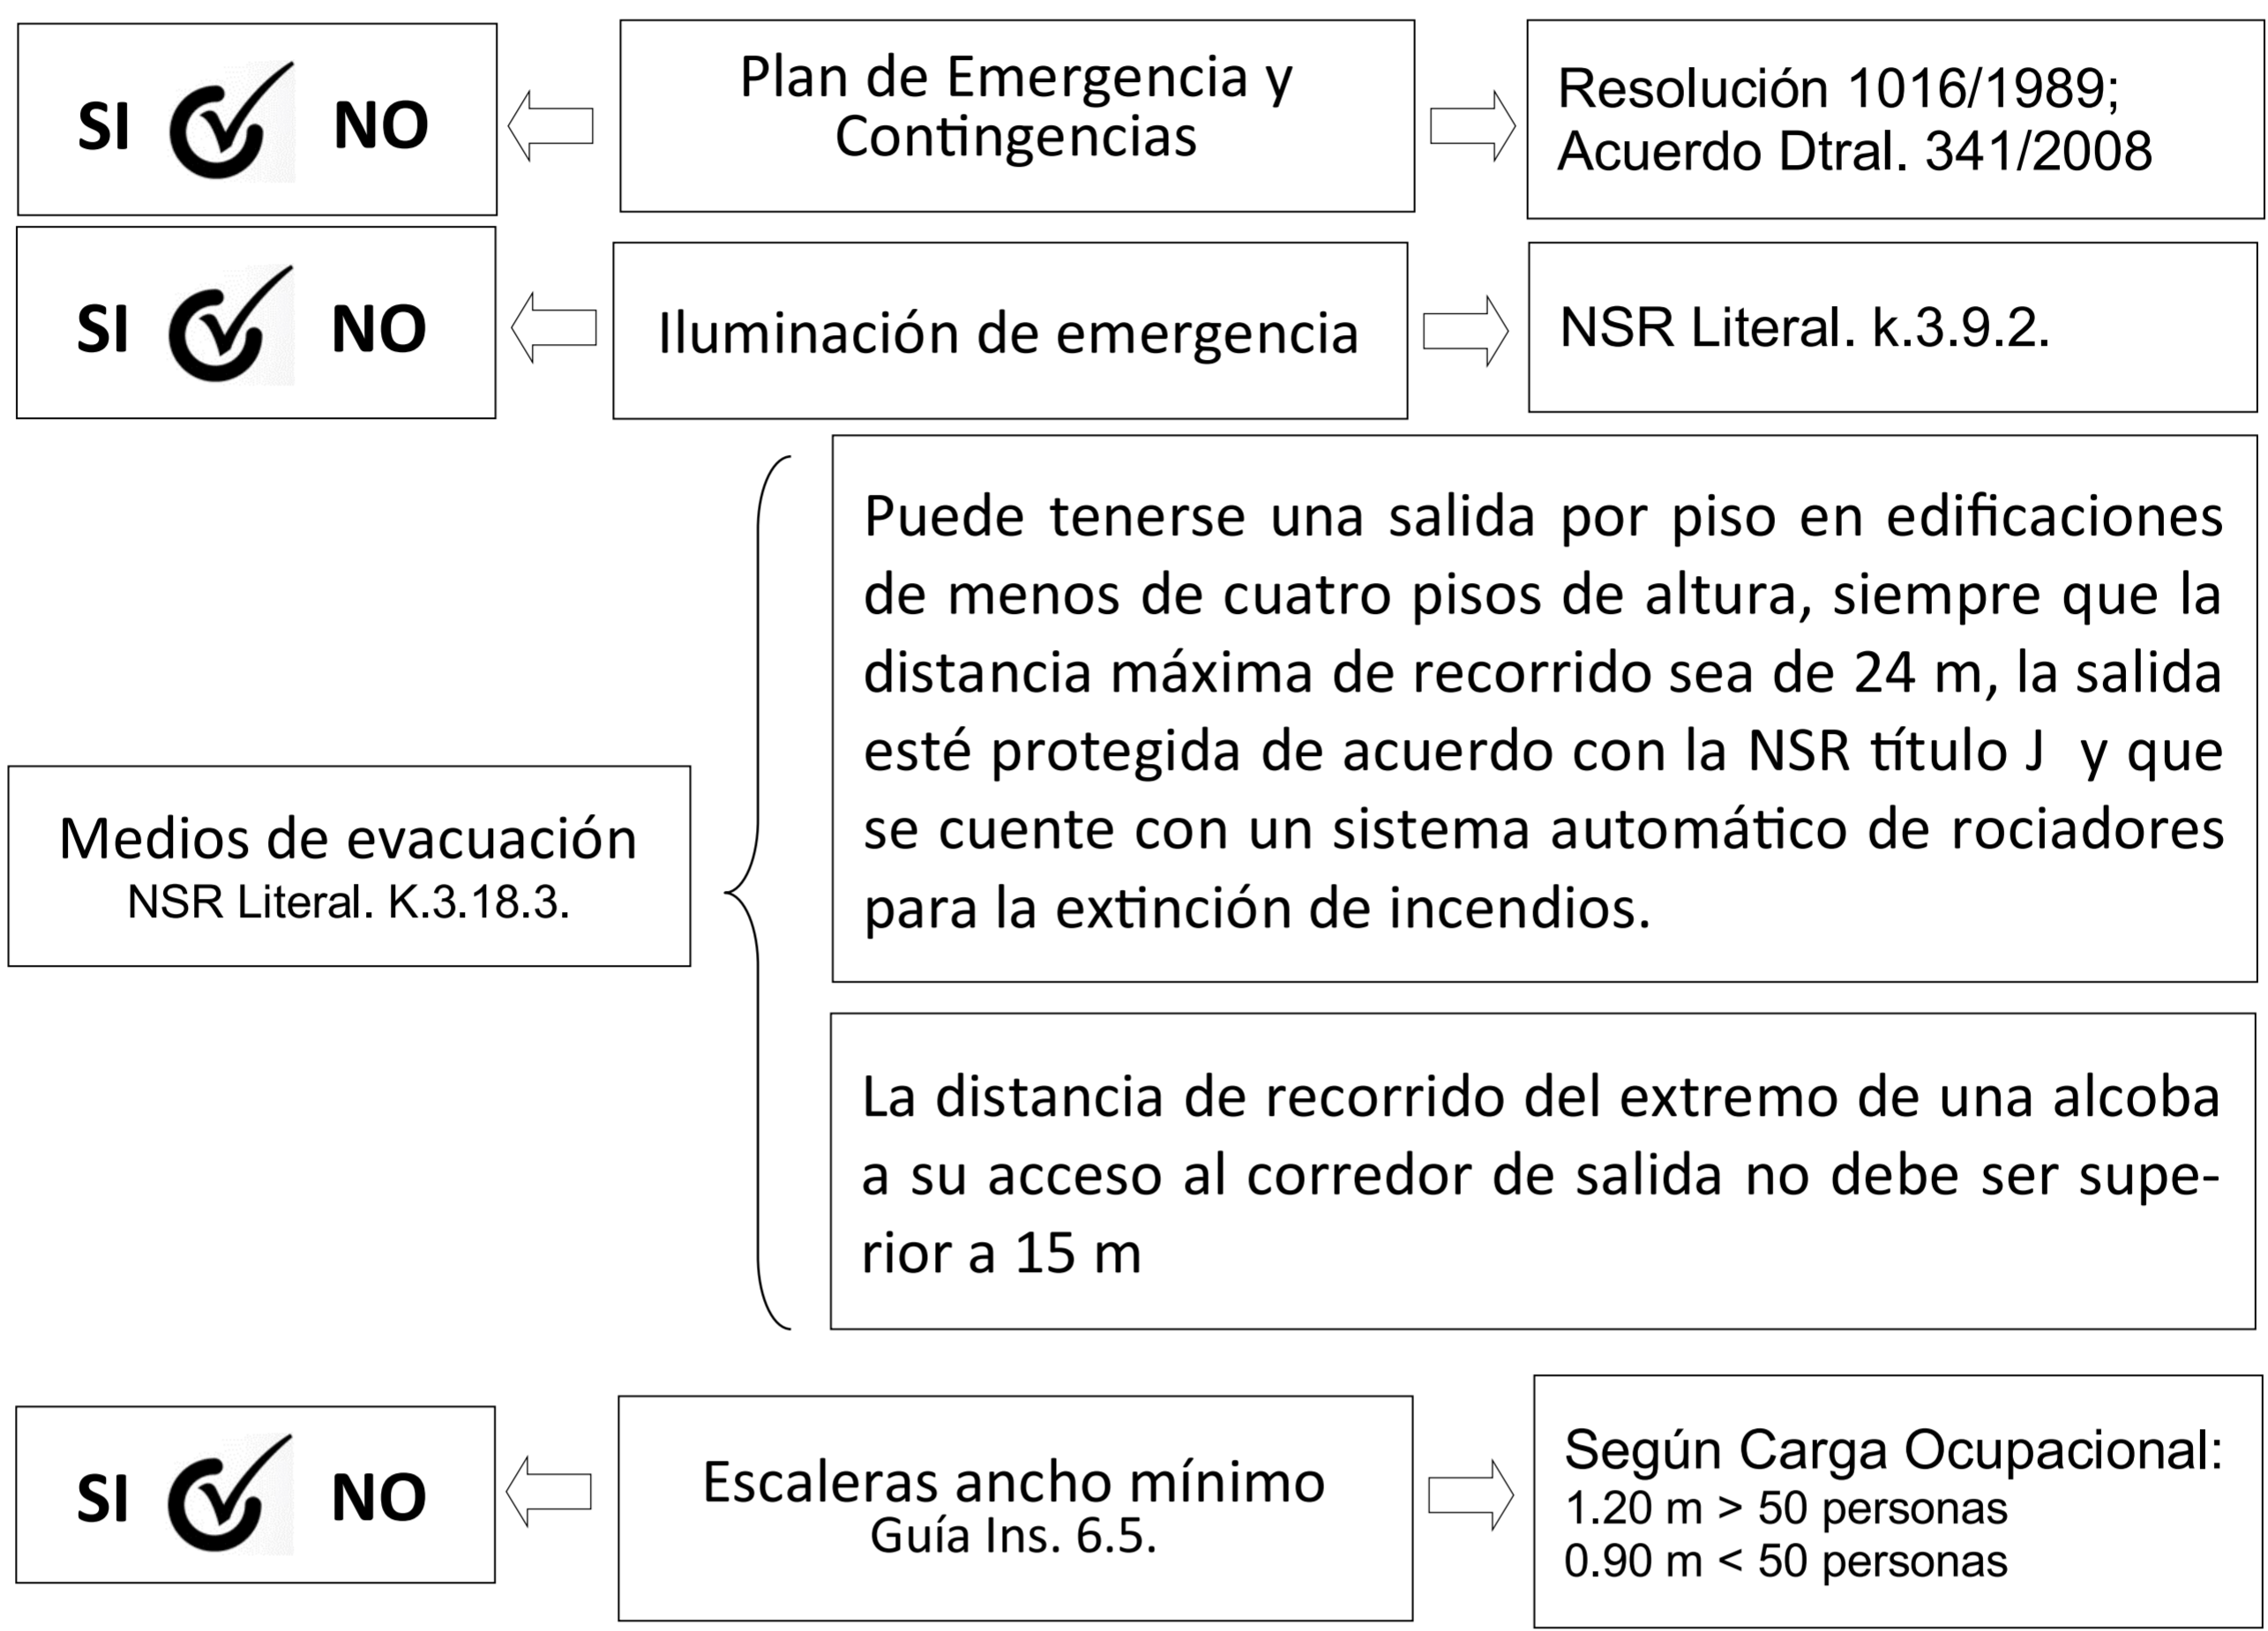 SI NO
Plan de Emergencia y
Contingencias
Resolución 1016/1989;
Acuerdo Dtral. 341/2008
SI NO
Iluminación de emergencia
NSR Literal. k.3.9.2.
Medios de evacuación
NSR Literal. K.3.18.3.
Puede tenerse una salida por piso en edificaciones
de menos de cuatro pisos de altura, siempre que la
distancia máxima de recorrido sea de 24 m, la salida
esté protegida de acuerdo con la NSR título J y que
se cuente con un sistema automático de rociadores
para la extinción de incendios.
La distancia de recorrido del extremo de una alcoba
a su acceso al corredor de salida no debe ser supe-
rior a 15 m
SI NO
Escaleras ancho mínimo
Guía Ins. 6.5.
Según Carga Ocupacional:
1.20 m > 50 personas
0.90 m < 50 personas